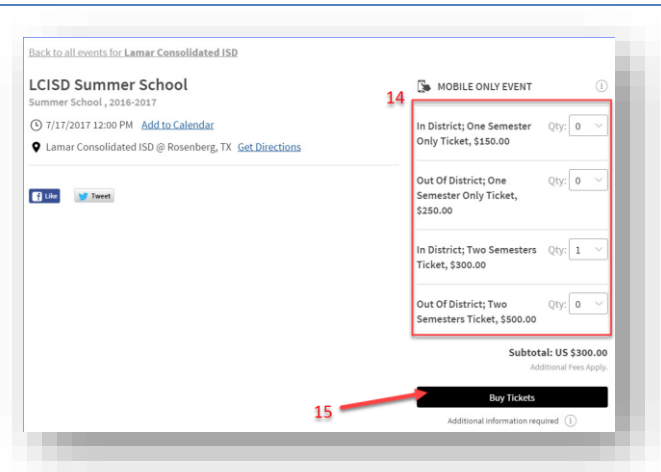 Back to all events for Lamar Consolidated ISD
LCISD Summer School
Summer School , 2016-2017
7/17/2017 12:00 PM Add to Calendar
Lamar Consolidated ISD @ Rosenberg, TX Get Directions
Like Tweet
14
MOBILE ONLY EVENT
In District; One Semester Qty: 0
Only Ticket, $150.00
Out Of District; One Qty: 0
Semester Only Ticket,
$250.00
In District; Two Semesters Qty: 1
Ticket, $300.00
Out Of District; Two Qty: 0
Semesters Ticket, $500.00
Subtotal: US $300.00
Additional Fees Apply.
15
Buy Tickets
Additional information required